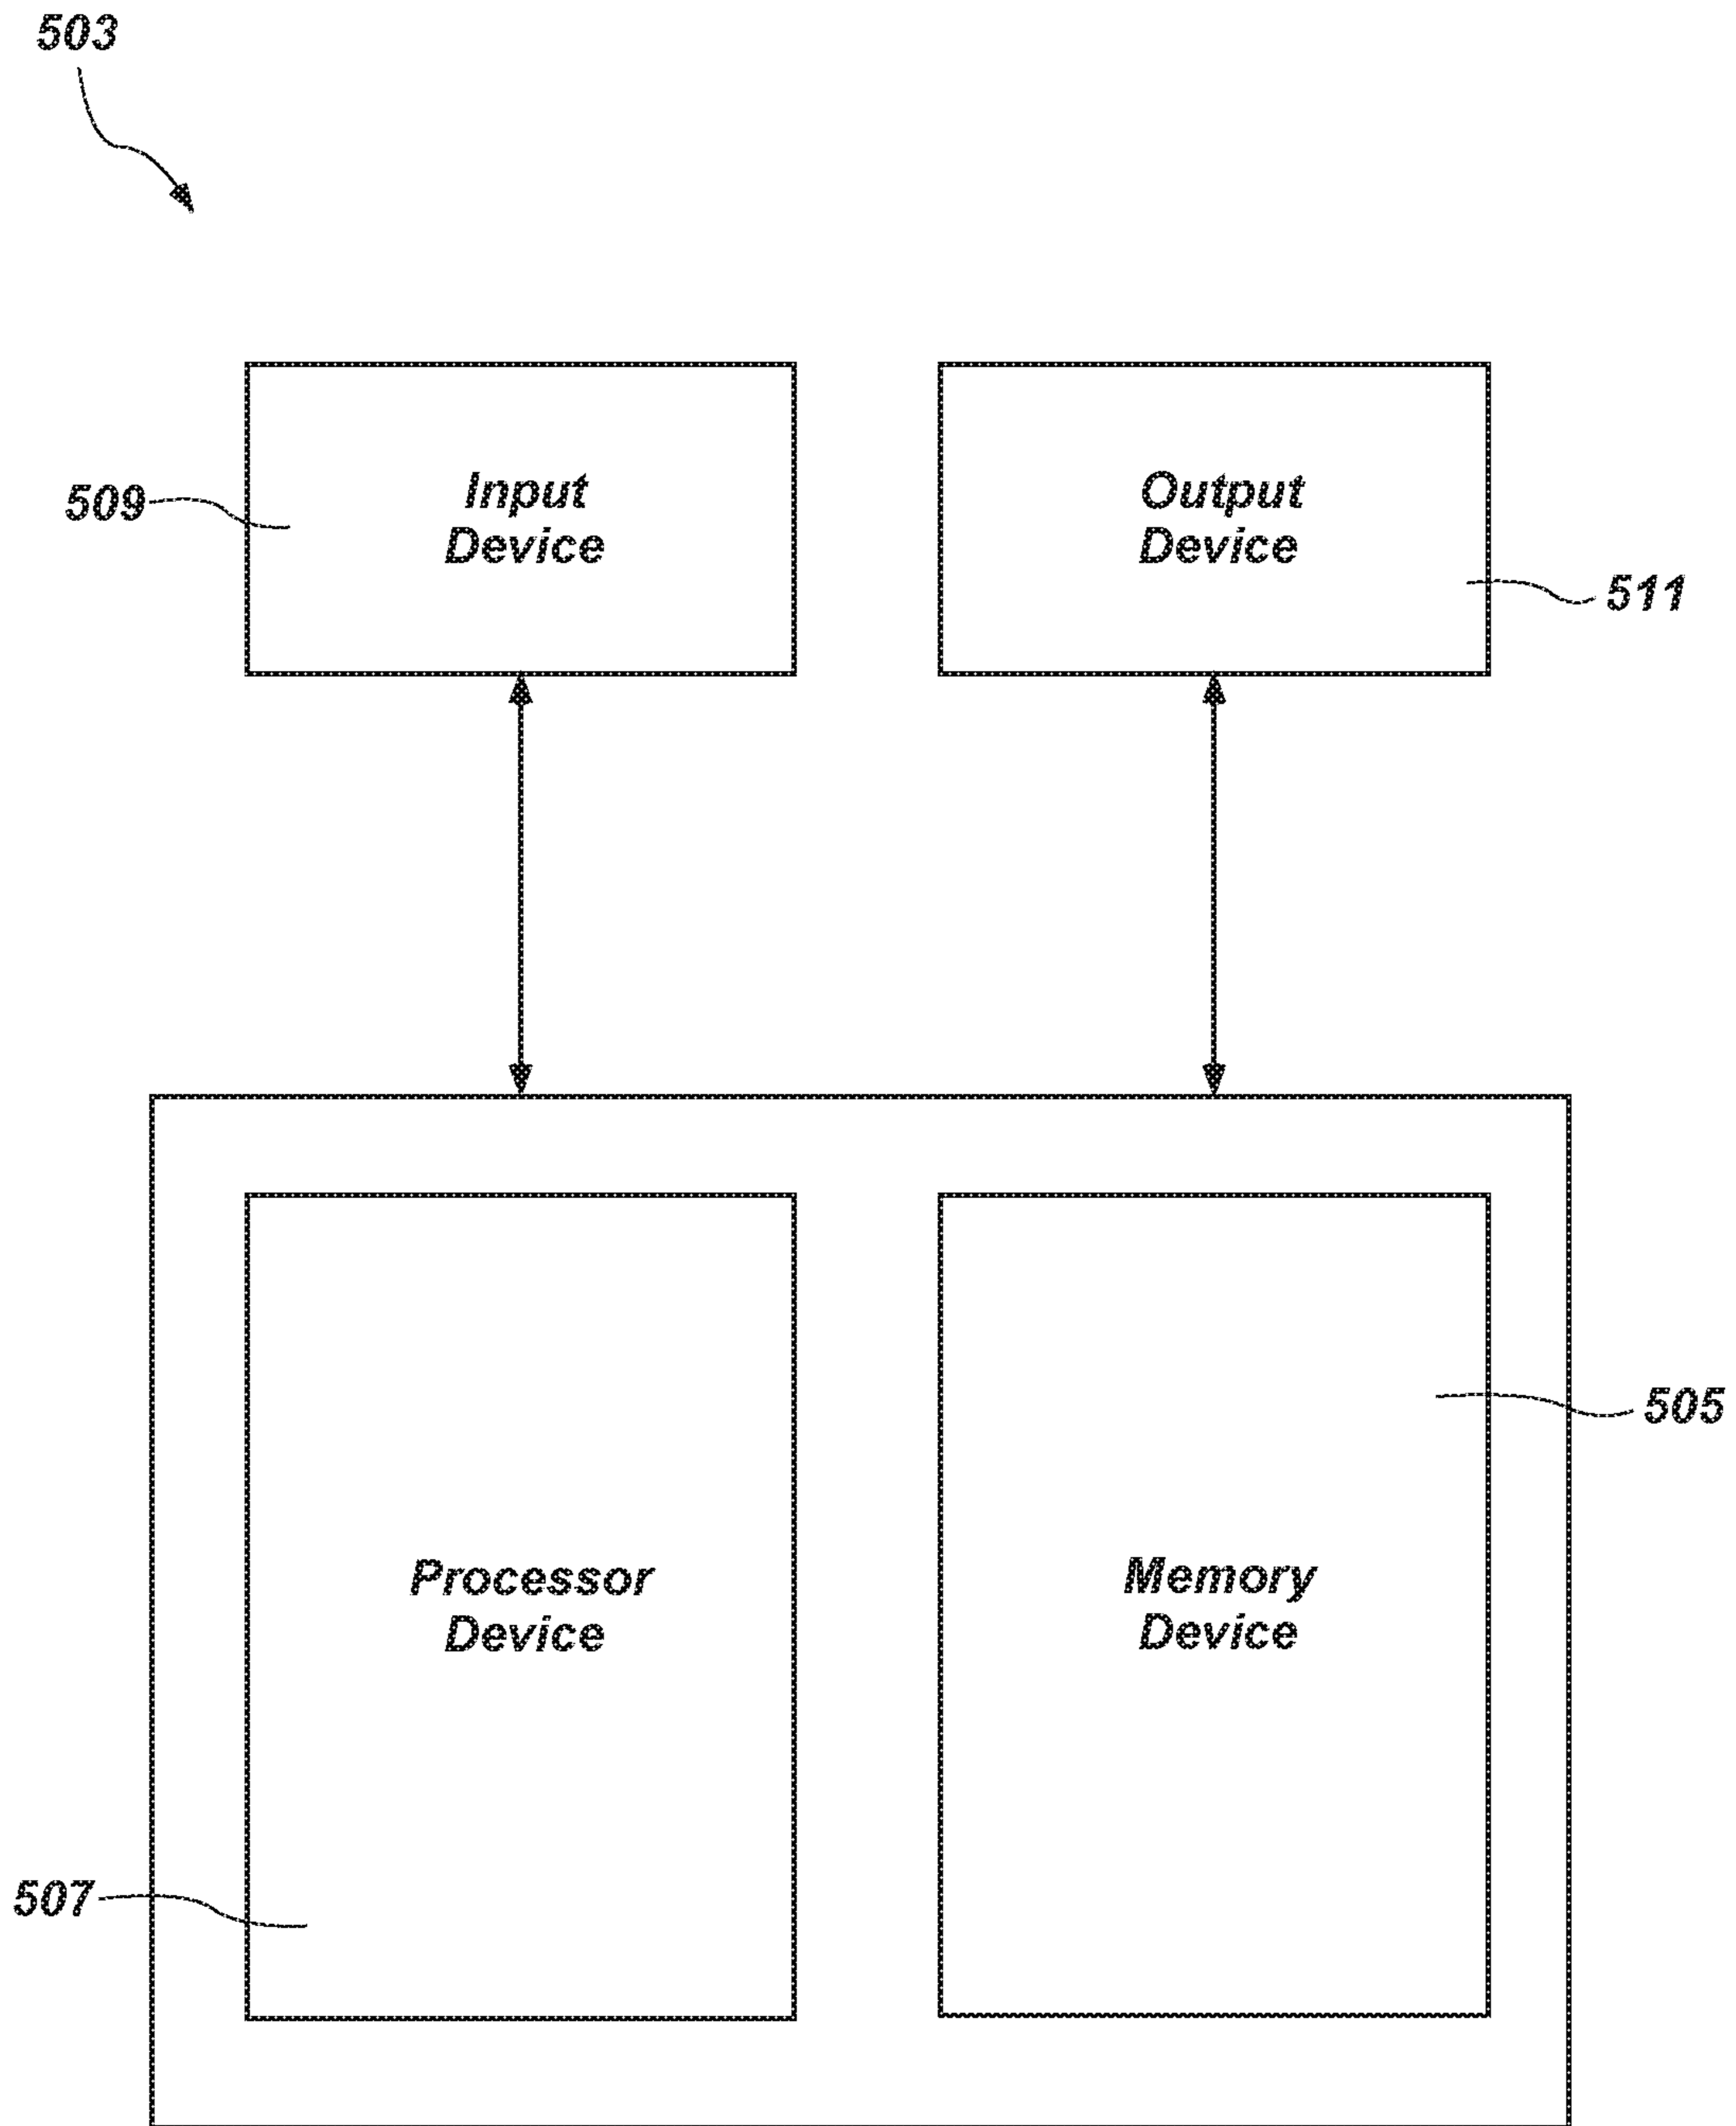 503
509
Input
Device
Output
Device
511
505
Processor
Device
Memory
Device
507